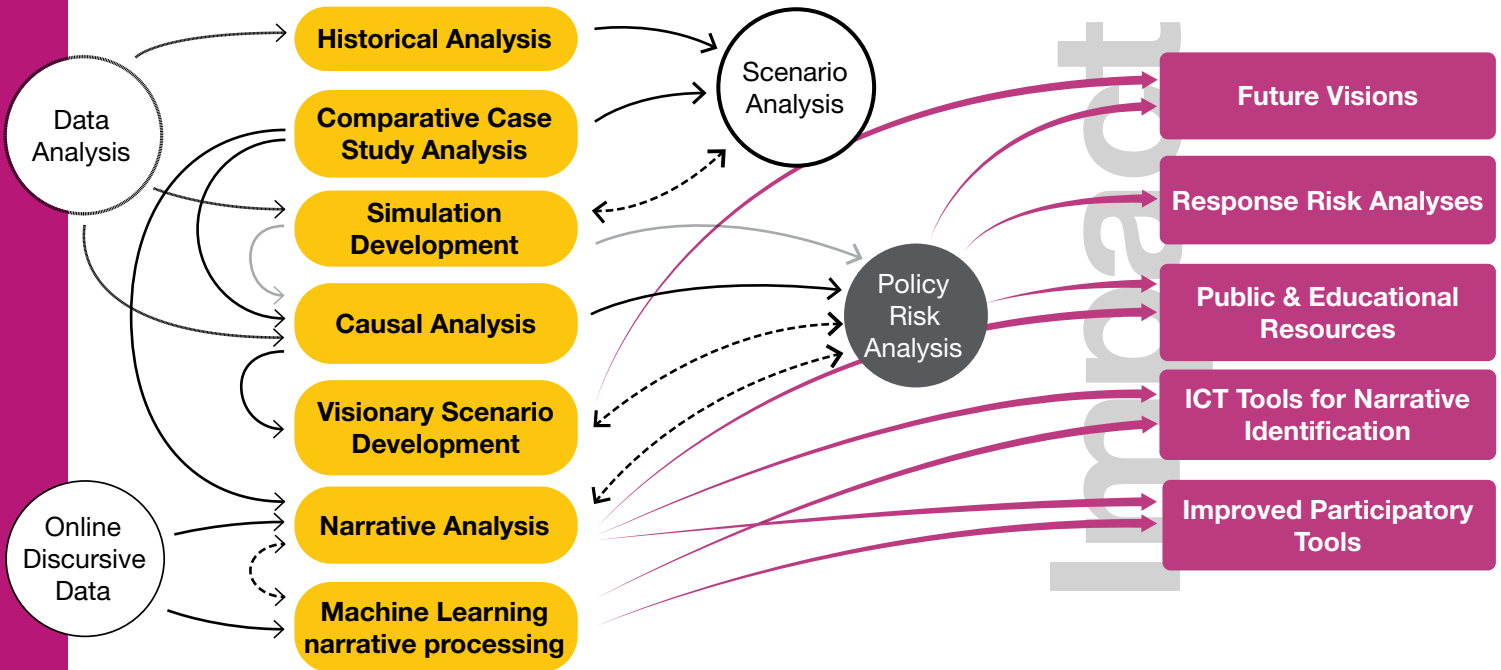 Data
Analysis
Online
Discursive
Data
Historical Analysis
Comparative Case
Study Analysis
Simulation
Development
Causal Analysis
Visionary Scenario
Development
Narrative Analysis
Machine Learning
narrative processing
Scenario
Analysis
Policy
Risk
Analysis
Impact
Future Visions
Response Risk Analyses
Public & Educational
Resources
ICT Tools for Narrative
Identification
Improved Participatory
Tools